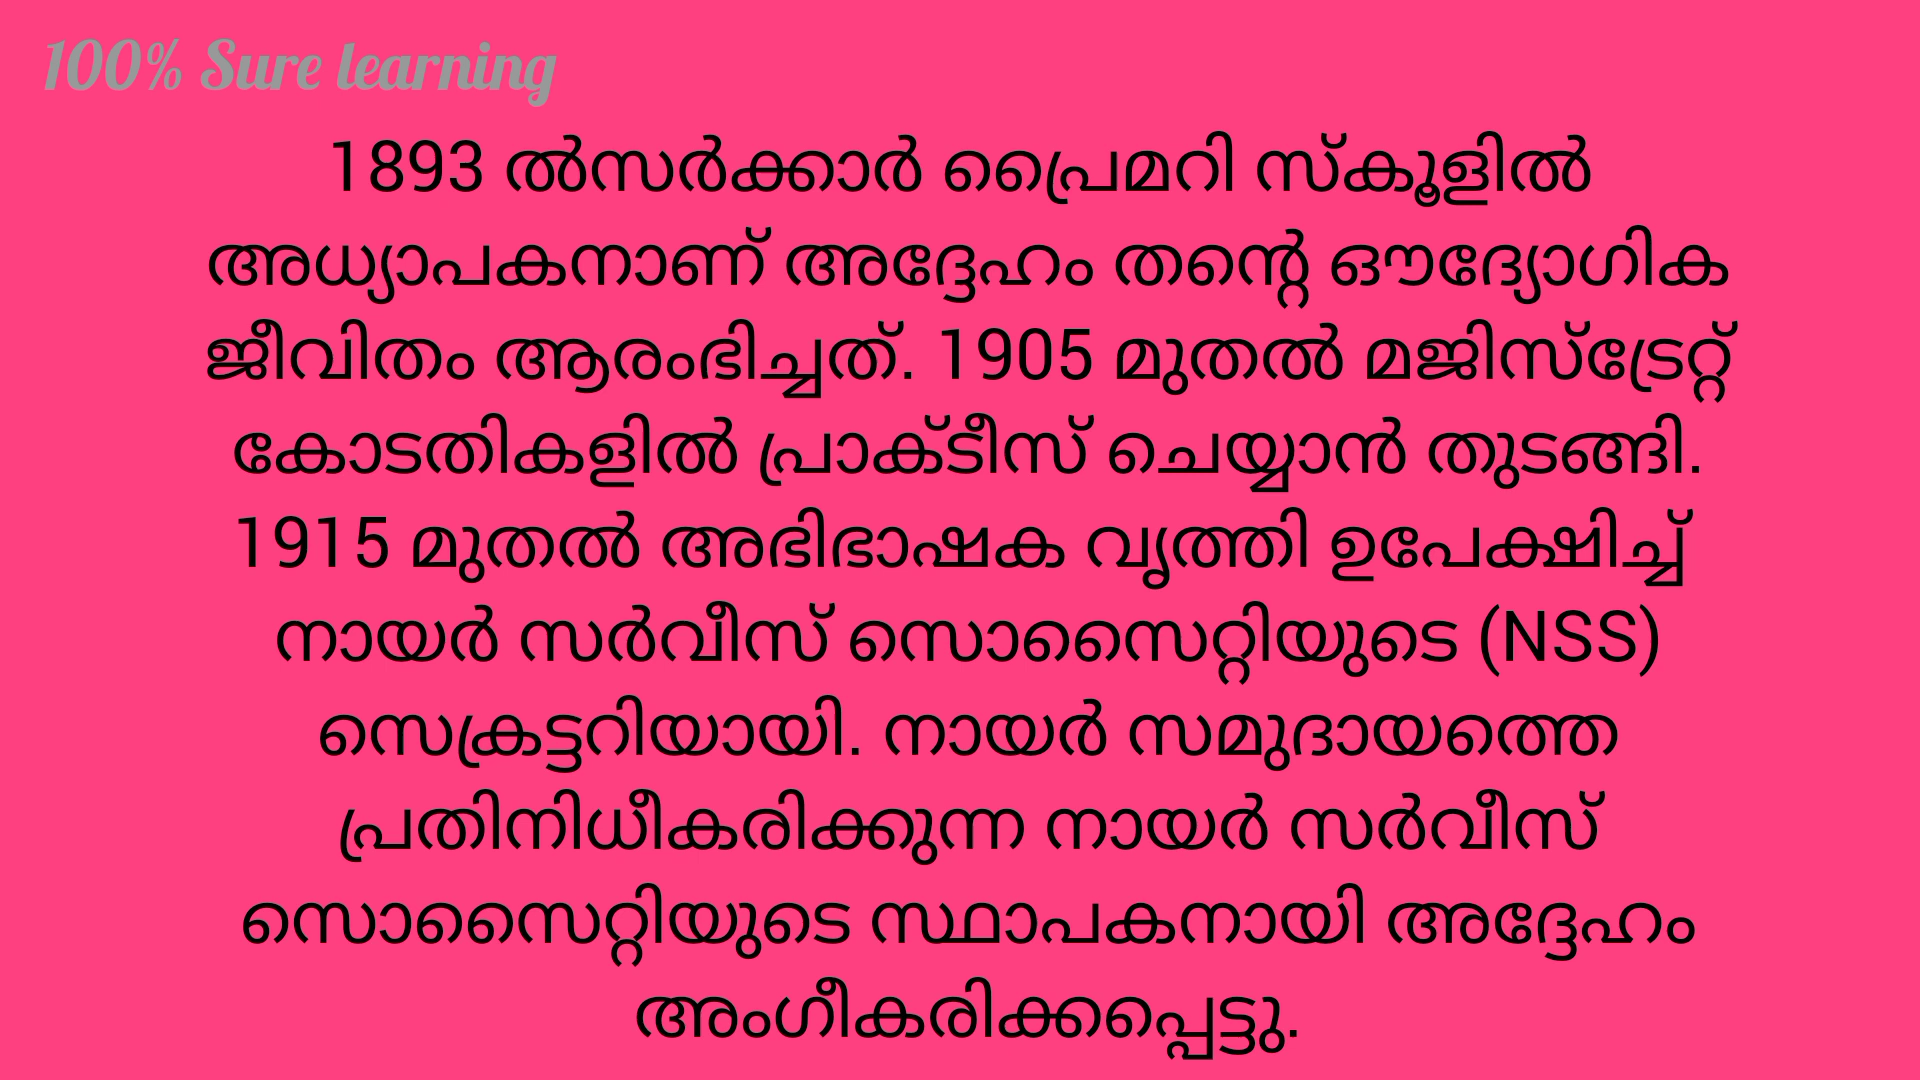 100% Sure learning
1893 ൽസർക്കാർ പ്രൈമറി സ്കൂളിൽ
അധ്യാപകനാണ് അദ്ദേഹം തന്റെ ഔദ്യോഗിക
ജീവിതം ആരംഭിച്ചത്. 1905 മുതൽ മജിസ്ട്രേറ്റ്
കോടതികളിൽ പ്രാക്ടീസ് ചെയ്യാൻ തുടങ്ങി.
1915 മുതൽ അഭിഭാഷക വൃത്തി ഉപേക്ഷിച്ച്
നായർ സർവീസ് സൊസൈറ്റിയുടെ (NSS)
സെക്രട്ടറിയായി. നായർ സമുദായത്തെ
പ്രതിനിധീകരിക്കുന്ന നായർ സർവീസ്
സൊസൈറ്റിയുടെ സ്ഥാപകനായി അദ്ദേഹം
അംഗീകരിക്കപ്പെട്ടു.